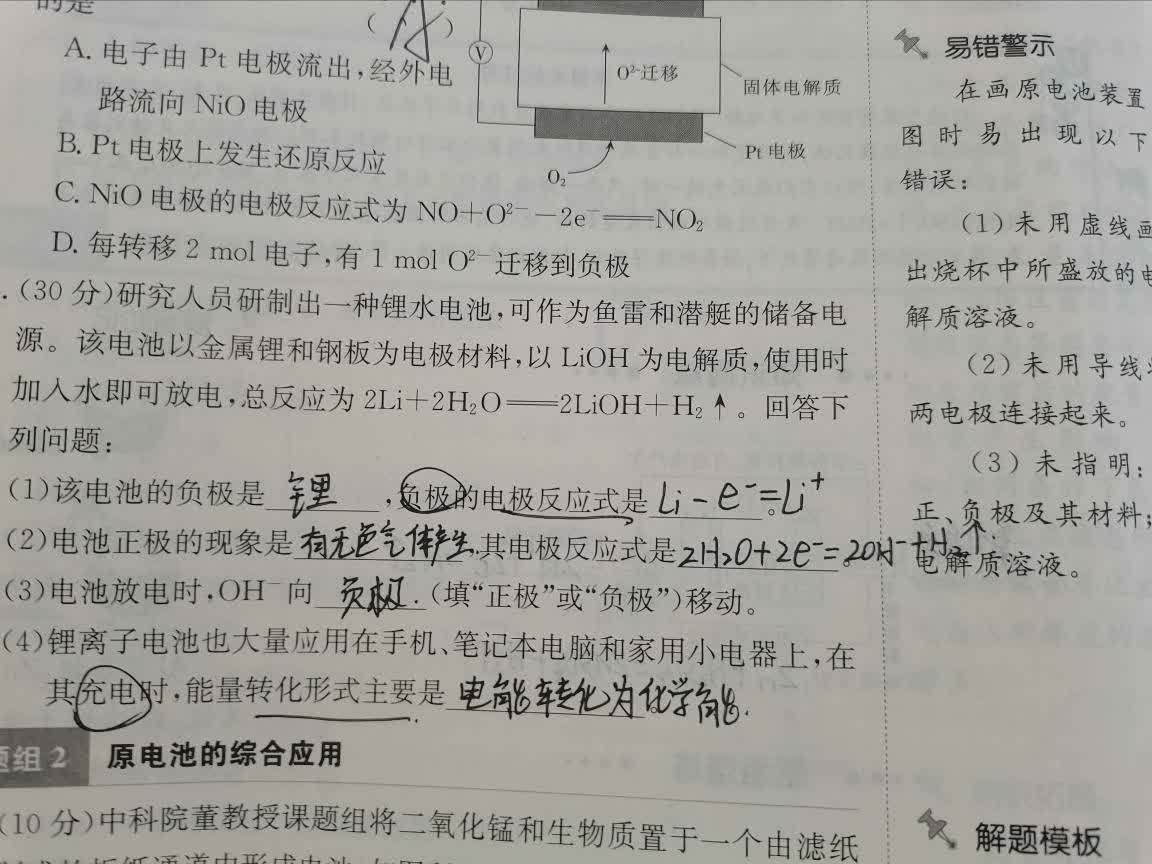 的是
(A)
A. 电子由 Pt 电极流出，经外电
路流向 NiO 电极
B. Pt 电极上发生还原反应
C. NiO 电极的电极反应式为 NO+O²⁻-2e⁻══NO₂
D. 每转移 2 mol 电子，有 1 mol O²⁻ 迁移到负极
V
O²⁻迁移
固体电解质
Pt 电极
O₂
.(30 分)研究人员研制出一种锂水电池，可作为鱼雷和潜艇的储备电
源。该电池以金属锂和钢板为电极材料，以 LiOH 为电解质，使用时
加入水即可放电，总反应为 2Li+2H₂O══2LiOH+H₂↑。回答下
列问题：
(1)该电池的负极是 锂 ，负极的电极反应式是 Li-e⁻=Li⁺。
(2)电池正极的现象是 有无色气体产生.其电极反应式是 2H₂O+2e⁻=2OH⁻+H₂↑。
(3)电池放电时，OH⁻向 负极.(填“正极”或“负极”)移动。
(4)锂离子电池也大量应用在手机、笔记本电脑和家用小电器上，在
其充电时，能量转化形式主要是 电能转化为化学能.
题组 2 原电池的综合应用
(10 分)中科院董教授课题组将二氧化锰和生物质置于一个由滤纸
易错警示
在画原电池装置
图时易出现以下
错误：
(1)未用虚线画
出烧杯中所盛放的电
解质溶液。
(2)未用导线将
两电极连接起来。
(3)未指明：
正、负极及其材料；
电解质溶液。
解题模板